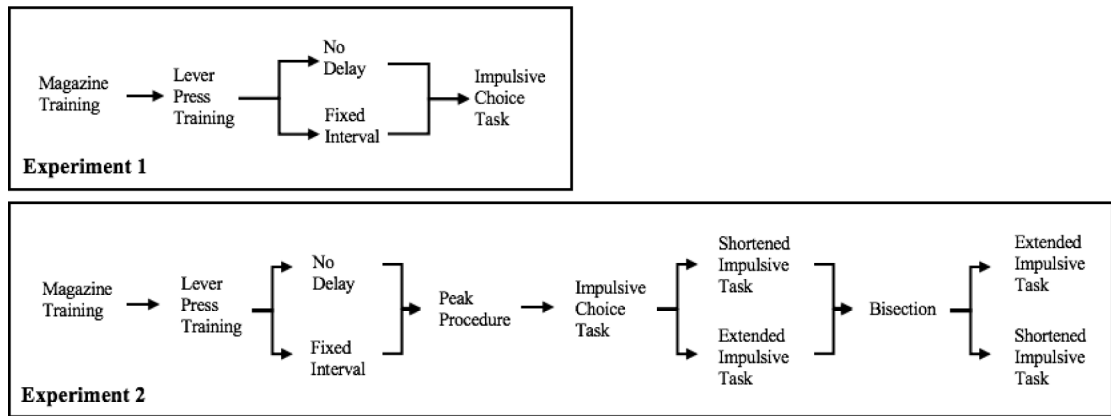 No
Delay
Magazine
Training
Lever
Press
Training
Impulsive
Choice
Task
Fixed
Interval
Experiment 1
No
Delay
Magazine
Training
Lever
Press
Training
Fixed
Interval
Peak
Procedure
Impulsive
Choice
Task
Shortened
Impulsive
Task
Extended
Impulsive
Task
Bisection
Extended
Impulsive
Task
Shortened
Impulsive
Task
Experiment 2